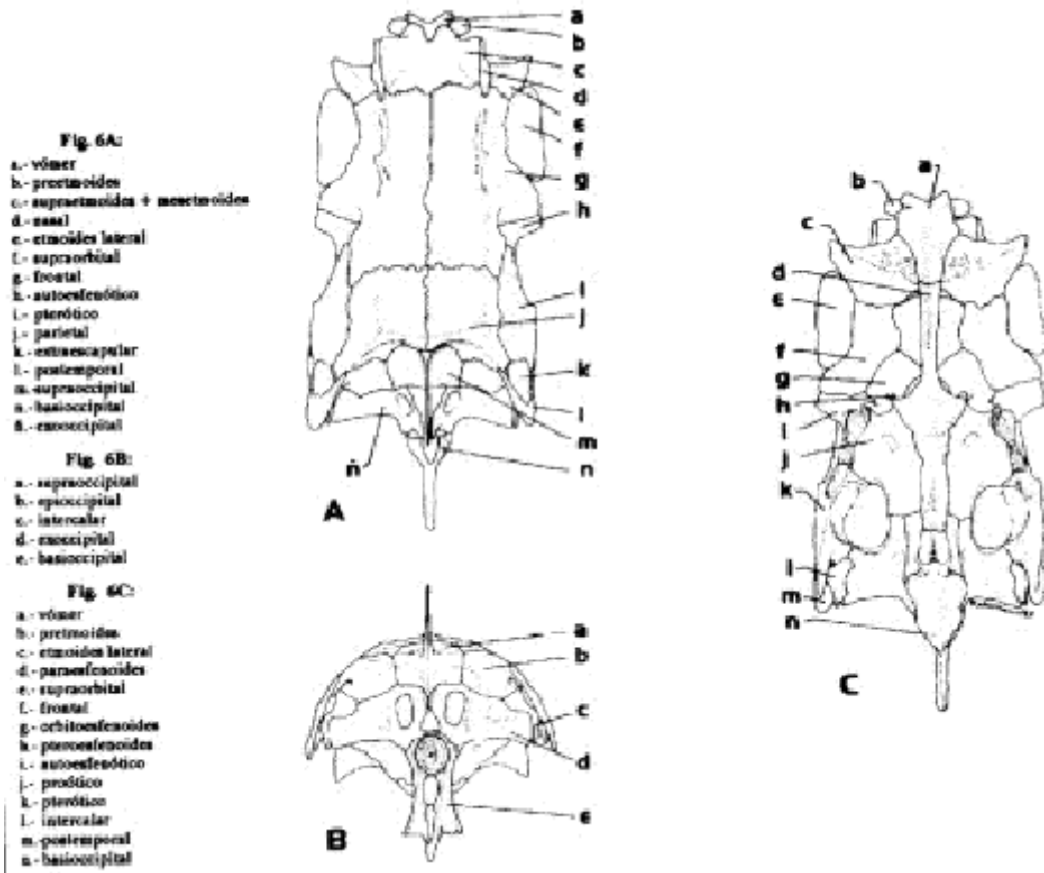 Fig. 6A:
a.- vómer
b.- preetmoides
c.- supraetmoides + mesetmoides
d.- nasal
e.- etmoides lateral
f.- supraorbital
g.- frontal
h.- autoesfenótico
i.- pterótico
j.- parietal
k.- extraescapular
l.- postemporal
m.- supraoccipital
n.- basioccipital
ñ.- exoccipital
Fig. 6B:
a.- supraoccipital
b.- epioccipital
c.- intercalar
d.- exoccipital
e.- basioccipital
Fig. 6C:
a.- vómer
b.- pretmoides
c.- etmoides lateral
d.- paraesfenoides
e.- supraorbital
f.- frontal
g.- orbitoesfenoides
h.- pteroesfenoides
i.- autoesfenótico
j.- proótico
k.- pterótico
l.- intercalar
m.- postemporal
n.- basioccipital
a
b
c
d
e
f
g
h
i
j
k
l
m
n
ñ
A
a
b
c
d
e
B
a
b
c
d
e
f
g
h
i
j
k
l
m
n
C